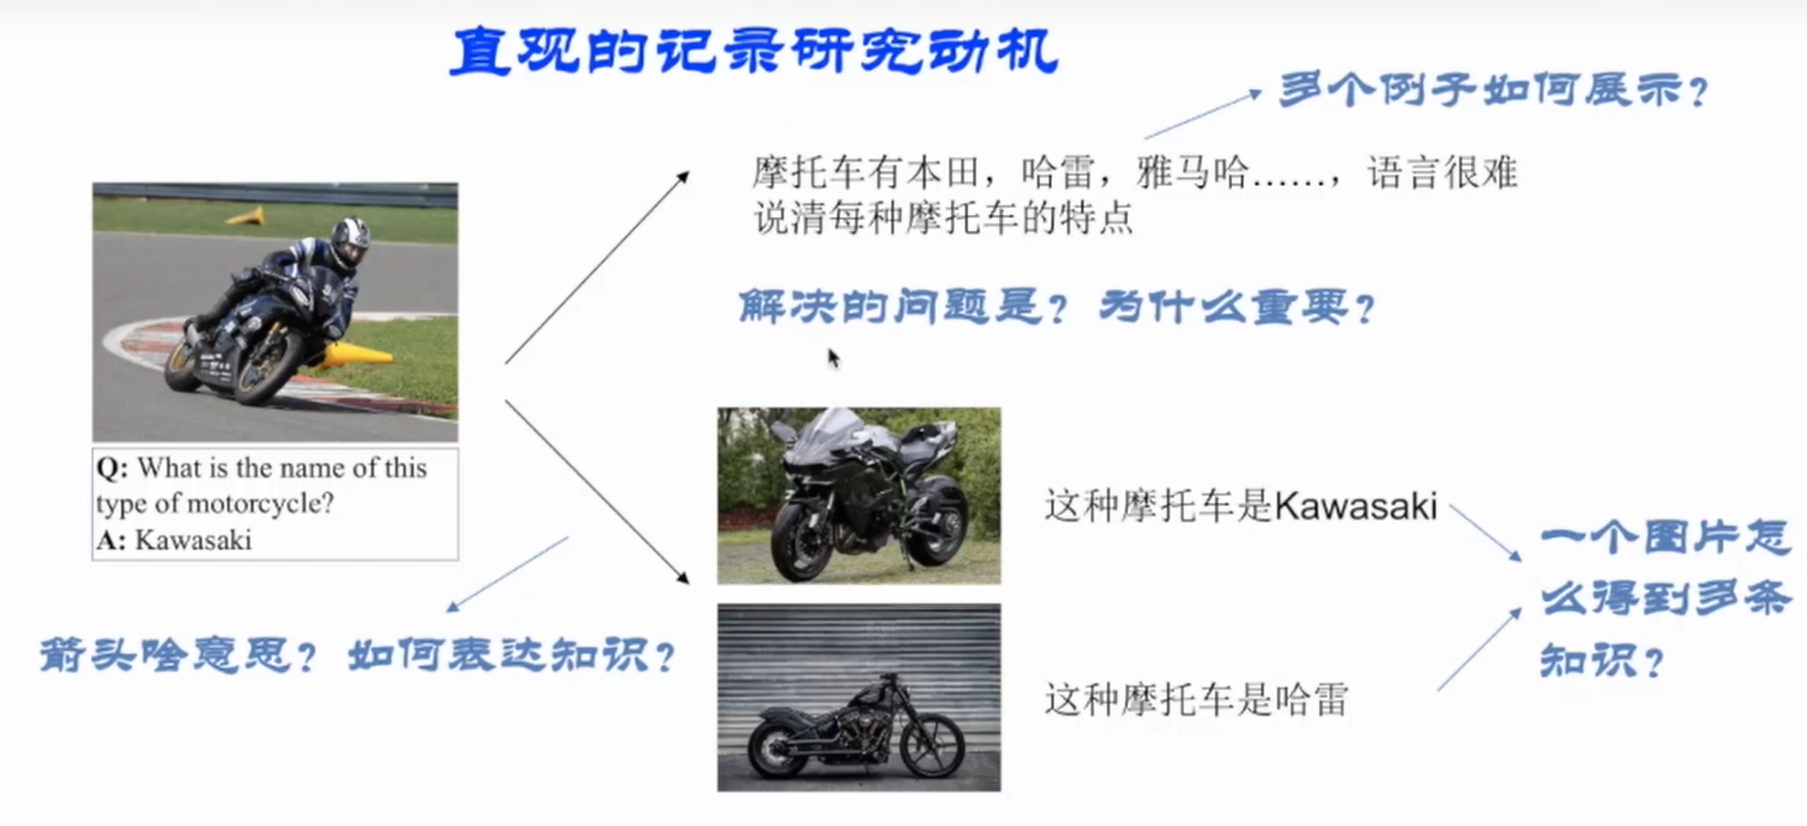 直观的记录研究动机
多个例子如何展示?
摩托车有本田，哈雷，雅马哈……，语言很难
说清每种摩托车的特点
解决的问题是? 为什么重要?
Q: What is the name of this
type of motorcycle?
A: Kawasaki
这种摩托车是Kawasaki
一个图片怎
么得到多条
知识?
箭头啥意思? 如何表达知识?
这种摩托车是哈雷